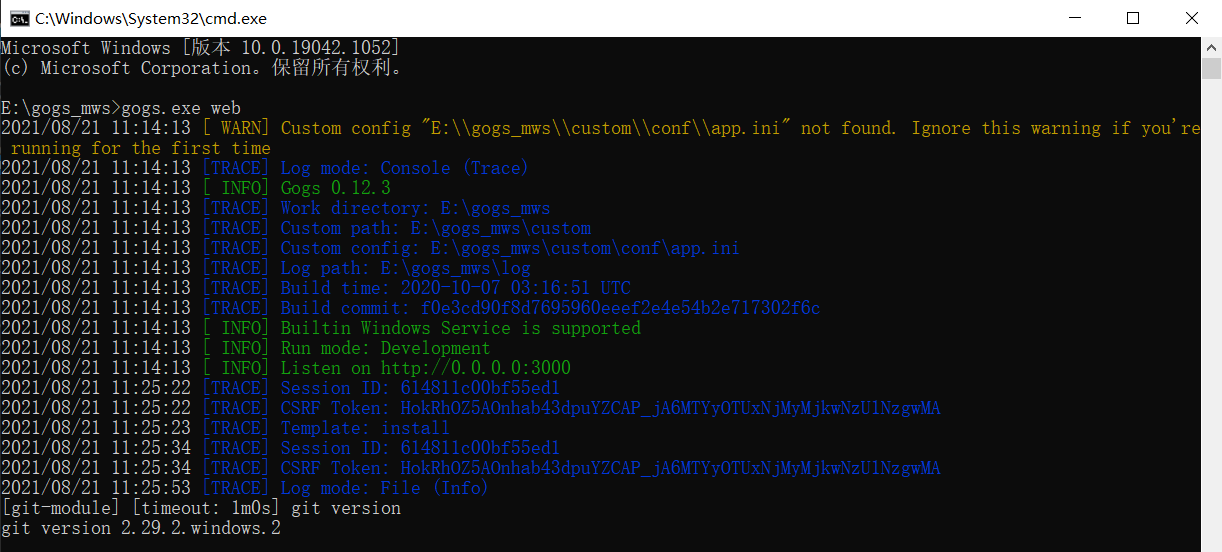 C:\Windows\System32\cmd.exe
Microsoft Windows [版本 10.0.19042.1052]
(c) Microsoft Corporation。保留所有权利。
E:\gogs_mws>gogs.exe web
2021/08/21 11:14:13 [ WARN] Custom config "E:\\gogs_mws\\custom\\conf\\app.ini" not found. Ignore this warning if you're
running for the first time
2021/08/21 11:14:13 [TRACE] Log mode: Console (Trace)
2021/08/21 11:14:13 [ INFO] Gogs 0.12.3
2021/08/21 11:14:13 [TRACE] Work directory: E:\gogs_mws
2021/08/21 11:14:13 [TRACE] Custom path: E:\gogs_mws\custom
2021/08/21 11:14:13 [TRACE] Custom config: E:\gogs_mws\custom\conf\app.ini
2021/08/21 11:14:13 [TRACE] Log path: E:\gogs_mws\log
2021/08/21 11:14:13 [TRACE] Build time: 2020-10-07 03:16:51 UTC
2021/08/21 11:14:13 [TRACE] Build commit: f0e3cd90f8d7695960eeef2e4e54b2e717302f6c
2021/08/21 11:14:13 [ INFO] Builtin Windows Service is supported
2021/08/21 11:14:13 [ INFO] Run mode: Development
2021/08/21 11:14:13 [ INFO] Listen on http://0.0.0.0:3000
2021/08/21 11:25:22 [TRACE] Session ID: 614811c00bf55ed1
2021/08/21 11:25:22 [TRACE] CSRF Token: HokRhOZ5AOnhab43dpuYZCAP_jA6MTYyOTUxNjMyMjkwNzU1NzgwMA
2021/08/21 11:25:23 [TRACE] Template: install
2021/08/21 11:25:34 [TRACE] Session ID: 614811c00bf55ed1
2021/08/21 11:25:34 [TRACE] CSRF Token: HokRhOZ5AOnhab43dpuYZCAP_jA6MTYyOTUxNjMyMjkwNzU1NzgwMA
2021/08/21 11:25:53 [TRACE] Log mode: File (Info)
[git-module] [timeout: 1m0s] git version
git version 2.29.2.windows.2